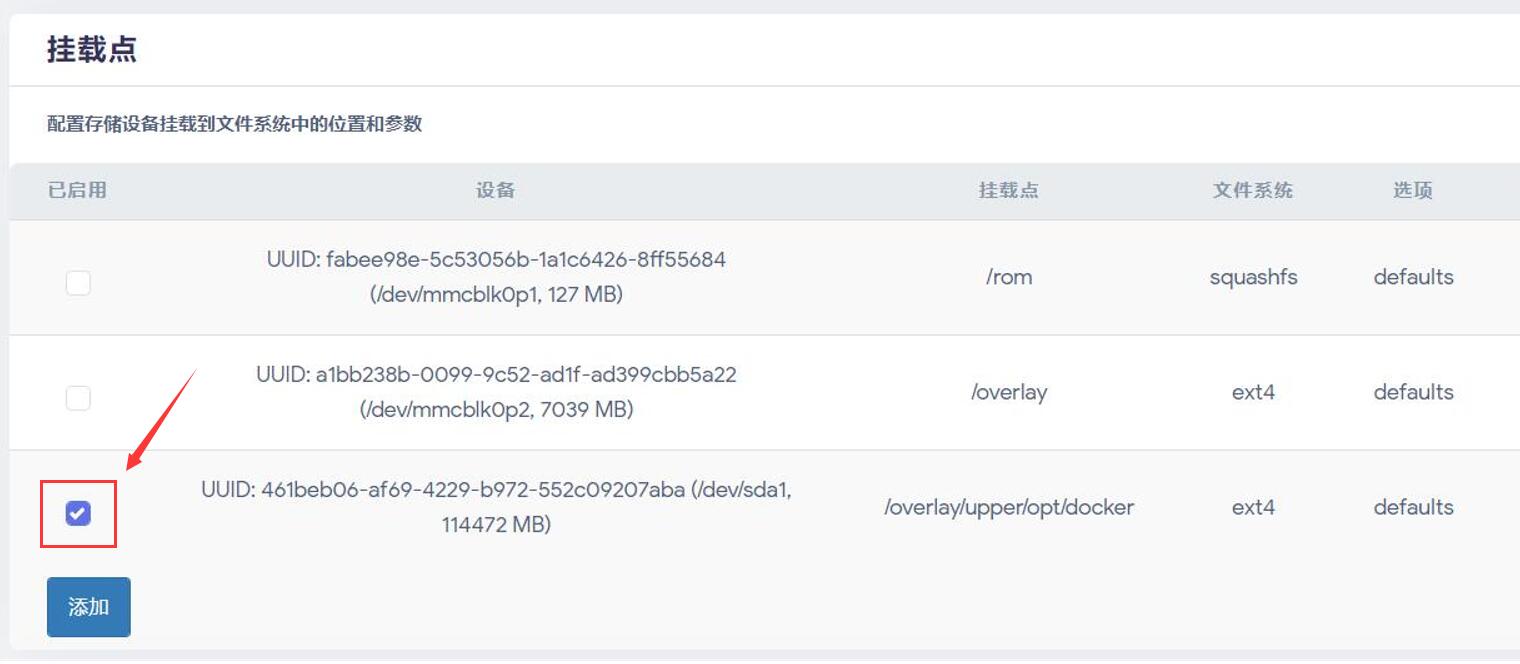 挂载点
配置存储设备挂载到文件系统中的位置和参数
已启用 设备 挂载点 文件系统 选项
UUID: fabee98e-5c53056b-1a1c6426-8ff55684
(/dev/mmcblk0p1, 127 MB)
/rom squashfs defaults
UUID: a1bb238b-0099-9c52-ad1f-ad399cbb5a22
(/dev/mmcblk0p2, 7039 MB)
/overlay ext4 defaults
UUID: 461beb06-af69-4229-b972-552c09207aba (/dev/sda1,
114472 MB)
/overlay/upper/opt/docker ext4 defaults
添加